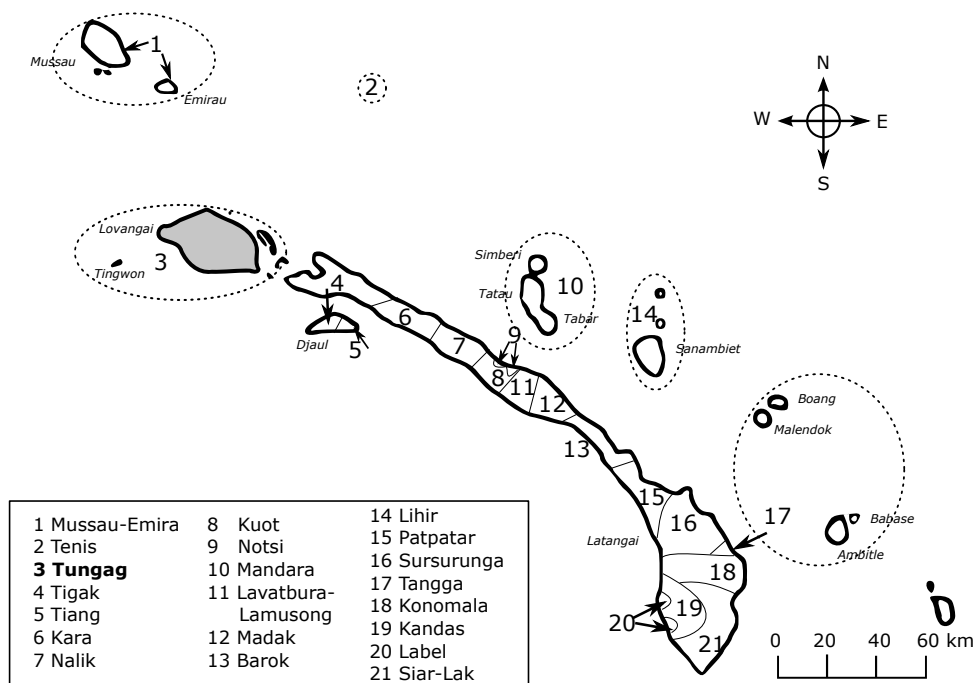 1
Mussau
Emirau
2
N
W E
S
Lovangai
3
Tingwon
4
Djaul
5
6
7
8
9
11
12
13
Simberi
Tatau
10
Tabar
14
Sanambiet
Boang
Malendok
15
16
17
Babase
Ambitle
Latangai
18
19
20
21
0 20 40 60 km
1 Mussau-Emira
2 Tenis
3 Tungag
4 Tigak
5 Tiang
6 Kara
7 Nalik
8 Kuot
9 Notsi
10 Mandara
11 Lavatbura-
Lamusong
12 Madak
13 Barok
14 Lihir
15 Patpatar
16 Sursurunga
17 Tangga
18 Konomala
19 Kandas
20 Label
21 Siar-Lak